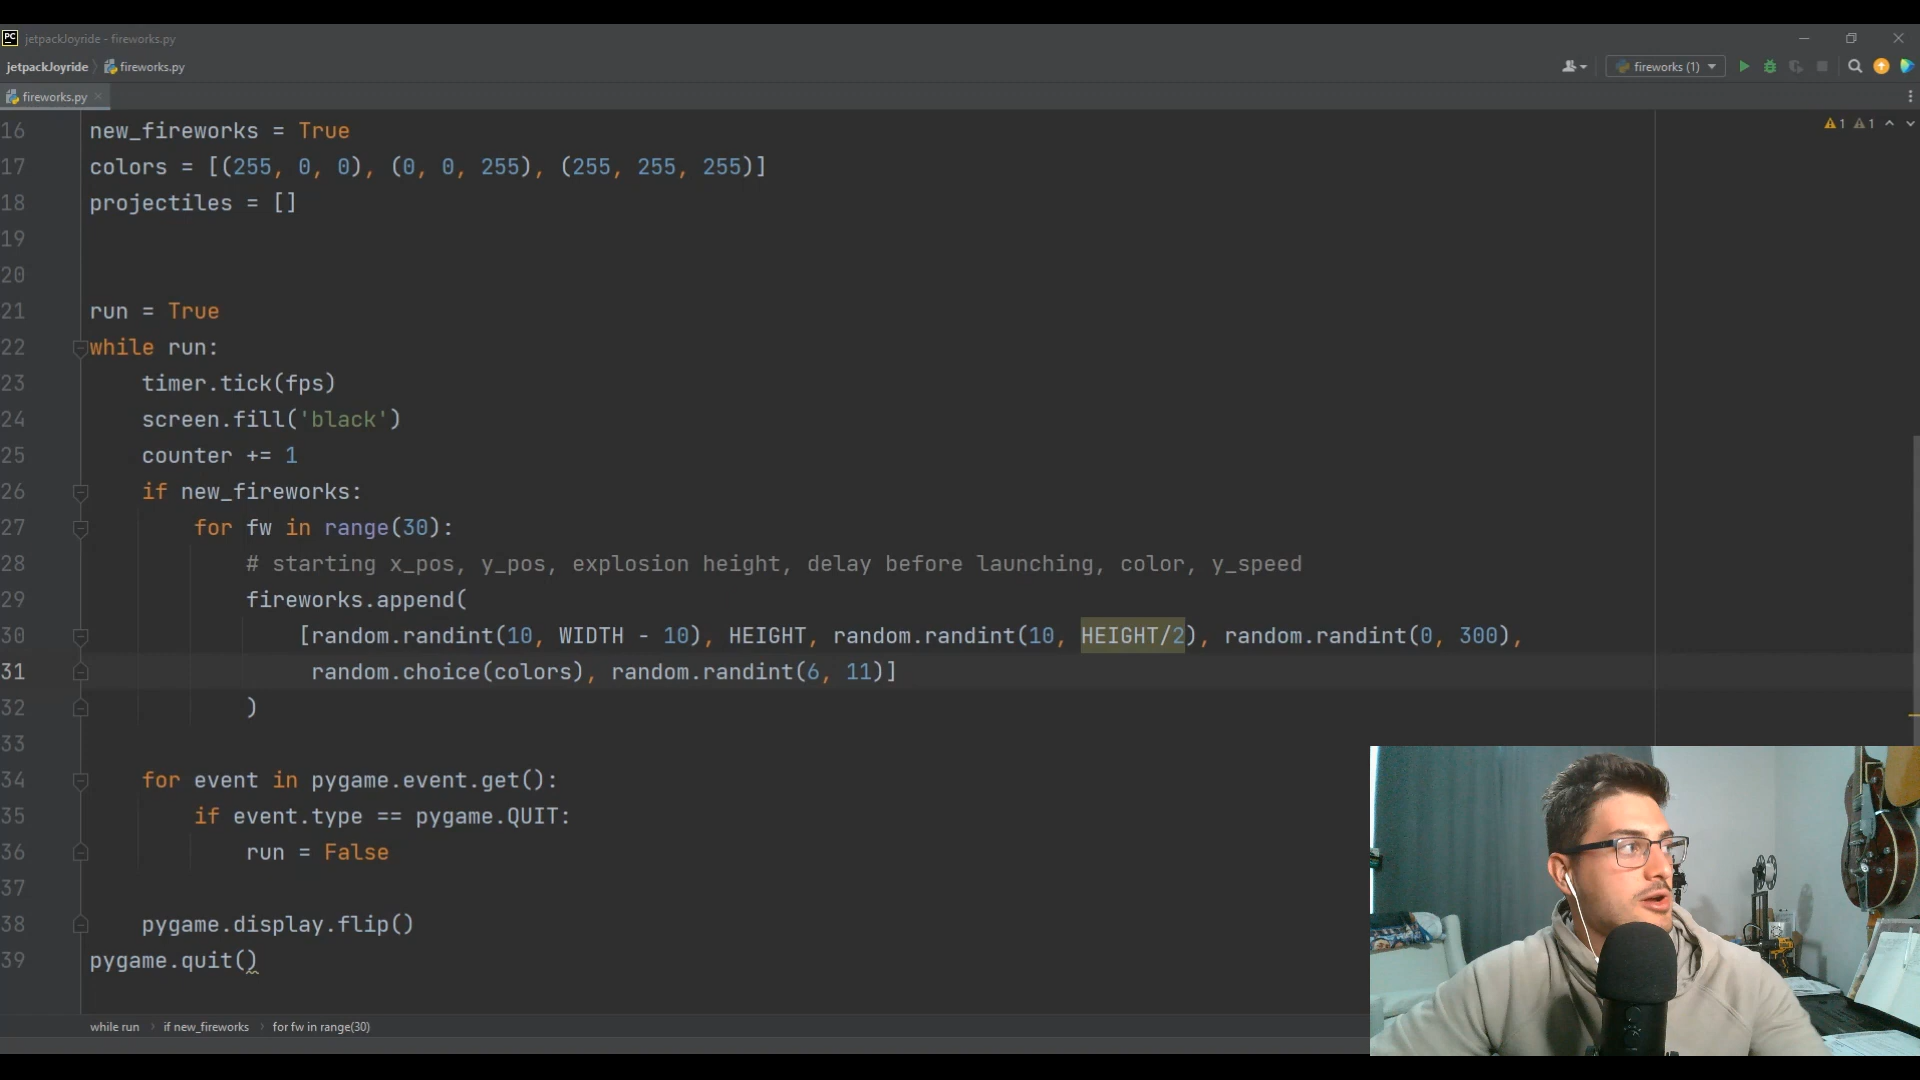 PC jetpackJoyride - fireworks.py
jetpackJoyride fireworks.py fireworks (1)
fireworks.py
1 1
16 new_fireworks = True
17 colors = [(255, 0, 0), (0, 0, 255), (255, 255, 255)]
18 projectiles = []
19
20
21 run = True
22 while run:
23 timer.tick(fps)
24 screen.fill('black')
25 counter += 1
26 if new_fireworks:
27 for fw in range(30):
28 # starting x_pos, y_pos, explosion height, delay before launching, color, y_speed
29 fireworks.append(
30 [random.randint(10, WIDTH - 10), HEIGHT, random.randint(10, HEIGHT/2), random.randint(0, 300),
31 random.choice(colors), random.randint(6, 11)]
32 )
33
34 for event in pygame.event.get():
35 if event.type == pygame.QUIT:
36 run = False
37
38 pygame.display.flip()
39 pygame.quit()
while run if new_fireworks for fw in range(30)